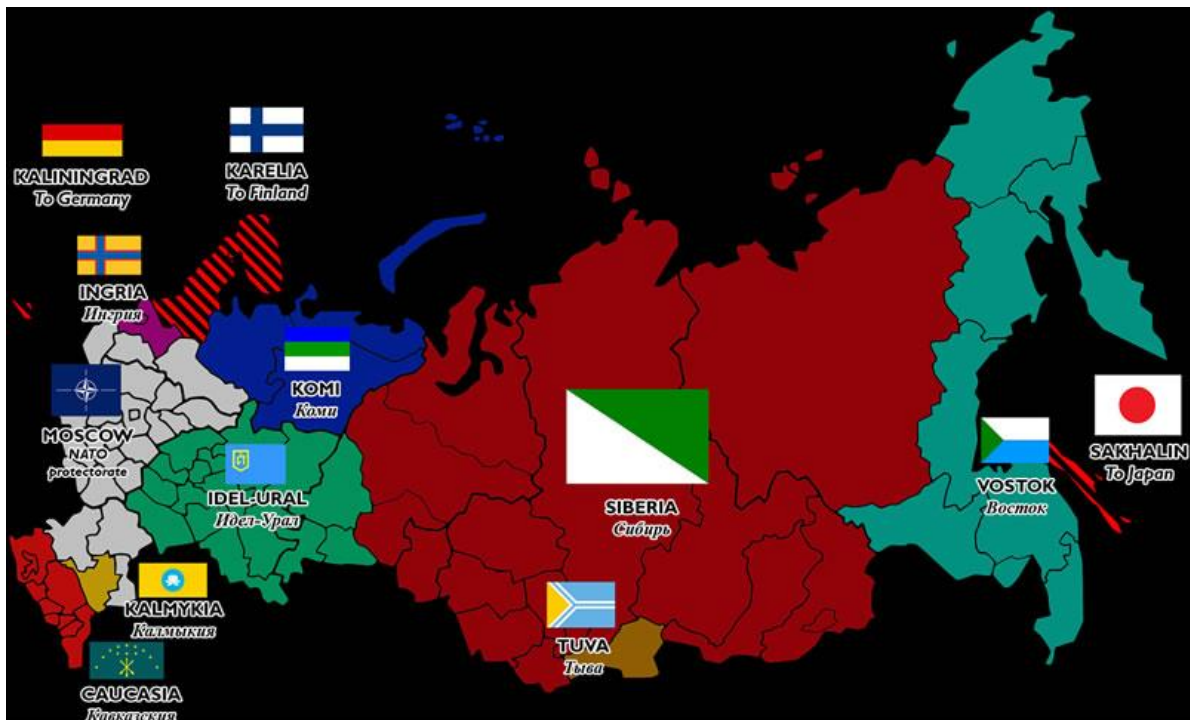 KALININGRAD
To Germany
KARELIA
To Finland
INGRIA
Ингрия
KOMI
Коми
MOSCOW
NATO
protectorate
IDEL-URAL
Идел-Урал
SIBERIA
Сибирь
VOSTOK
Восток
SAKHALIN
To Japan
KALMYKIA
Калмыкия
TUVA
Тыва
CAUCASIA
Кавказския